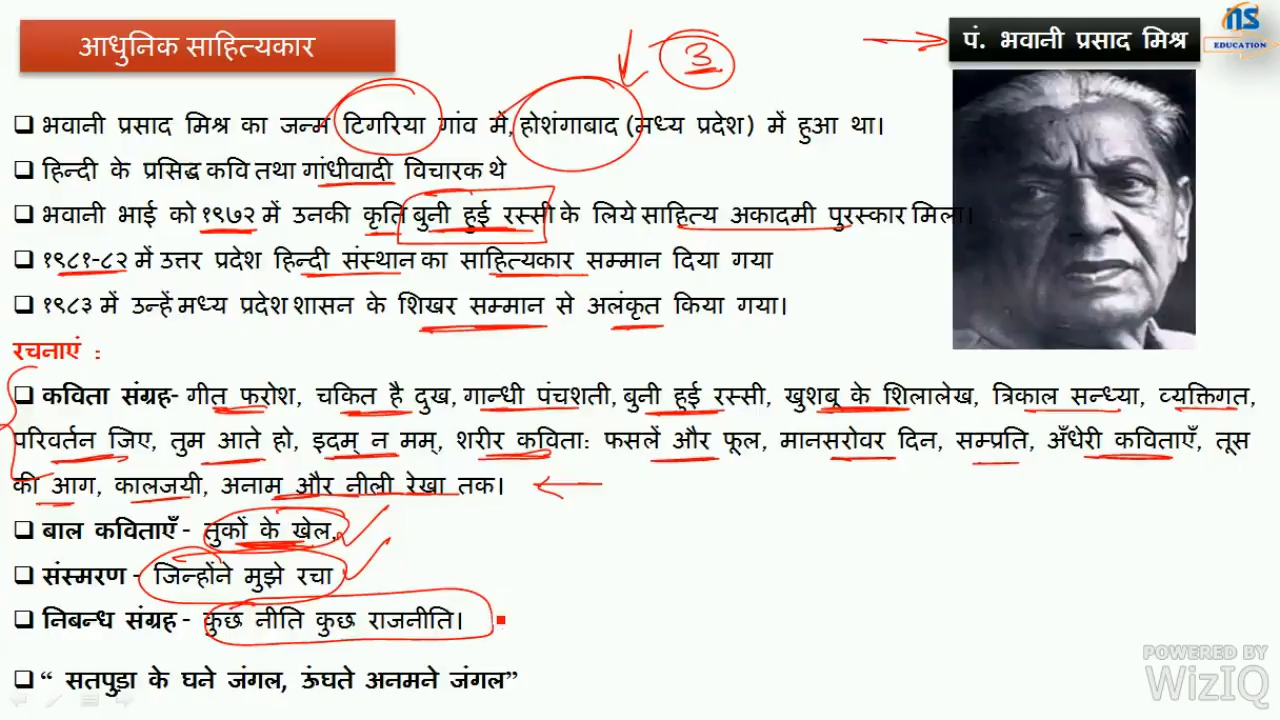 आधुनिक साहित्यकार
3
पं. भवानी प्रसाद मिश्र
ns
EDUCATION
❑ भवानी प्रसाद मिश्र का जन्म टिगरिया गांव में, होशंगाबाद (मध्य प्रदेश) में हुआ था।
❑ हिन्दी के प्रसिद्ध कवि तथा गांधीवादी विचारक थे
❑ भवानी भाई को १९७२ में उनकी कृति बुनी हुई रस्सी के लिये साहित्य अकादमी पुरस्कार मिला।
❑ १९८१-८२ में उत्तर प्रदेश हिन्दी संस्थान का साहित्यकार सम्मान दिया गया
❑ १९८३ में उन्हें मध्य प्रदेश शासन के शिखर सम्मान से अलंकृत किया गया।
रचनाएं :
❑ कविता संग्रह- गीत फरोश, चकित है दुख, गान्धी पंचशती, बुनी हुई रस्सी, खुशबू के शिलालेख, त्रिकाल सन्ध्या, व्यक्तिगत,
परिवर्तन जिए, तुम आते हो, इदम् न मम्, शरीर कविता: फसलें और फूल, मानसरोवर दिन, सम्प्रति, अँधेरी कविताएँ, तूस
की आग, कालजयी, अनाम और नीली रेखा तक।
❑ बाल कविताएँ - तुकों के खेल,
❑ संस्मरण - जिन्होंने मुझे रचा
❑ निबन्ध संग्रह - कुछ नीति कुछ राजनीति।
❑ “ सतपुडा के घने जंगल, ऊंघते अनमने जंगल”
POWERED BY
WizIQ